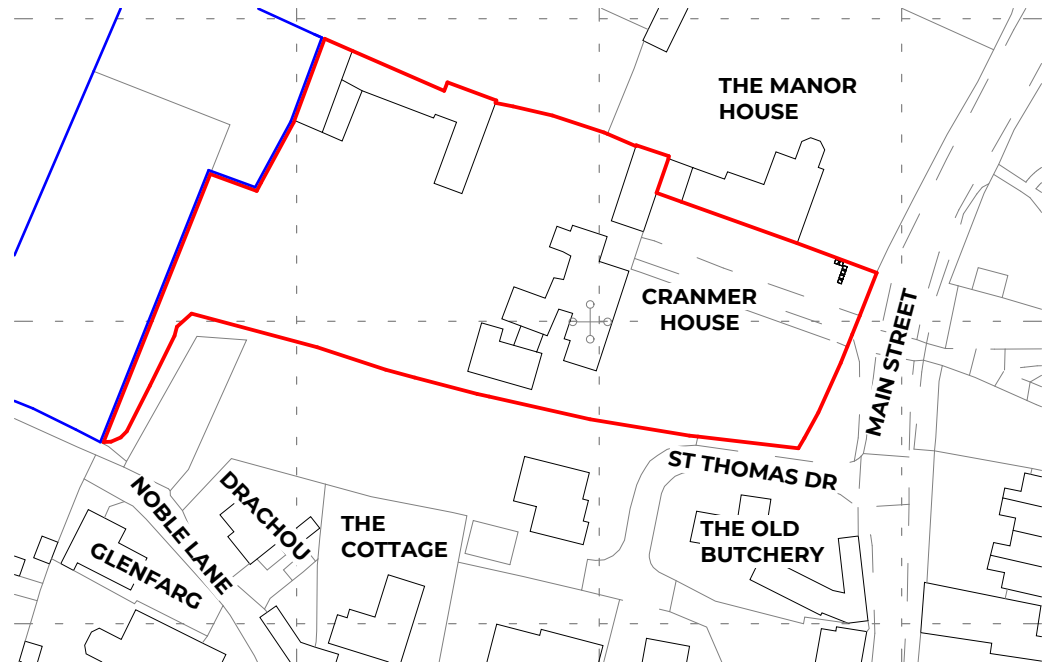 THE MANOR
HOUSE
CRANMER
HOUSE
MAIN STREET
ST THOMAS DR
NOBLE LANE
DRACHOU
THE
COTTAGE
THE OLD
BUTCHERY
GLENFARG